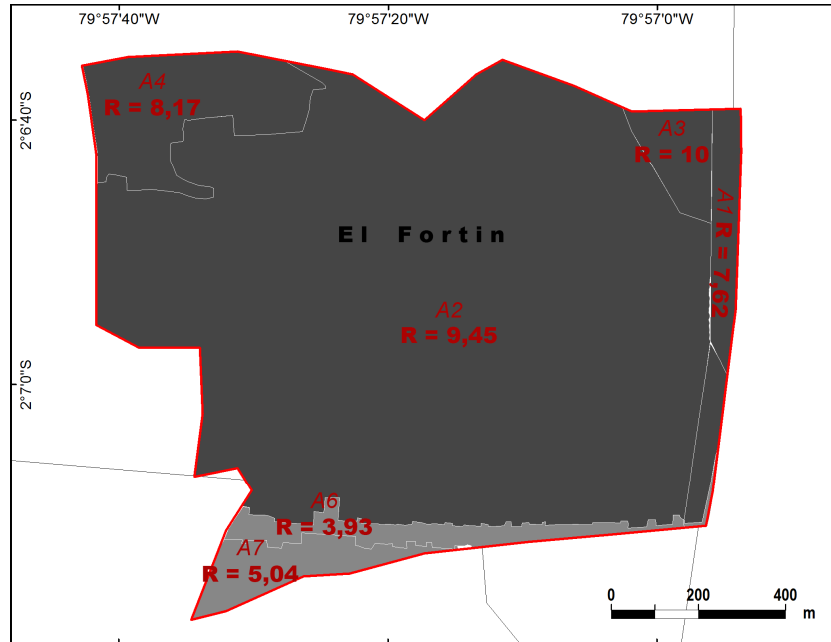 79°57'40"W
79°57'20"W
79°57'0"W
2°6'40"S
2°7'0"S
A4
R = 8,17
A3
R = 10
A1 R = 7,62
El Fortin
A2
R = 9,45
A6
R = 3,93
A7
R = 5,04
0 200 400
m